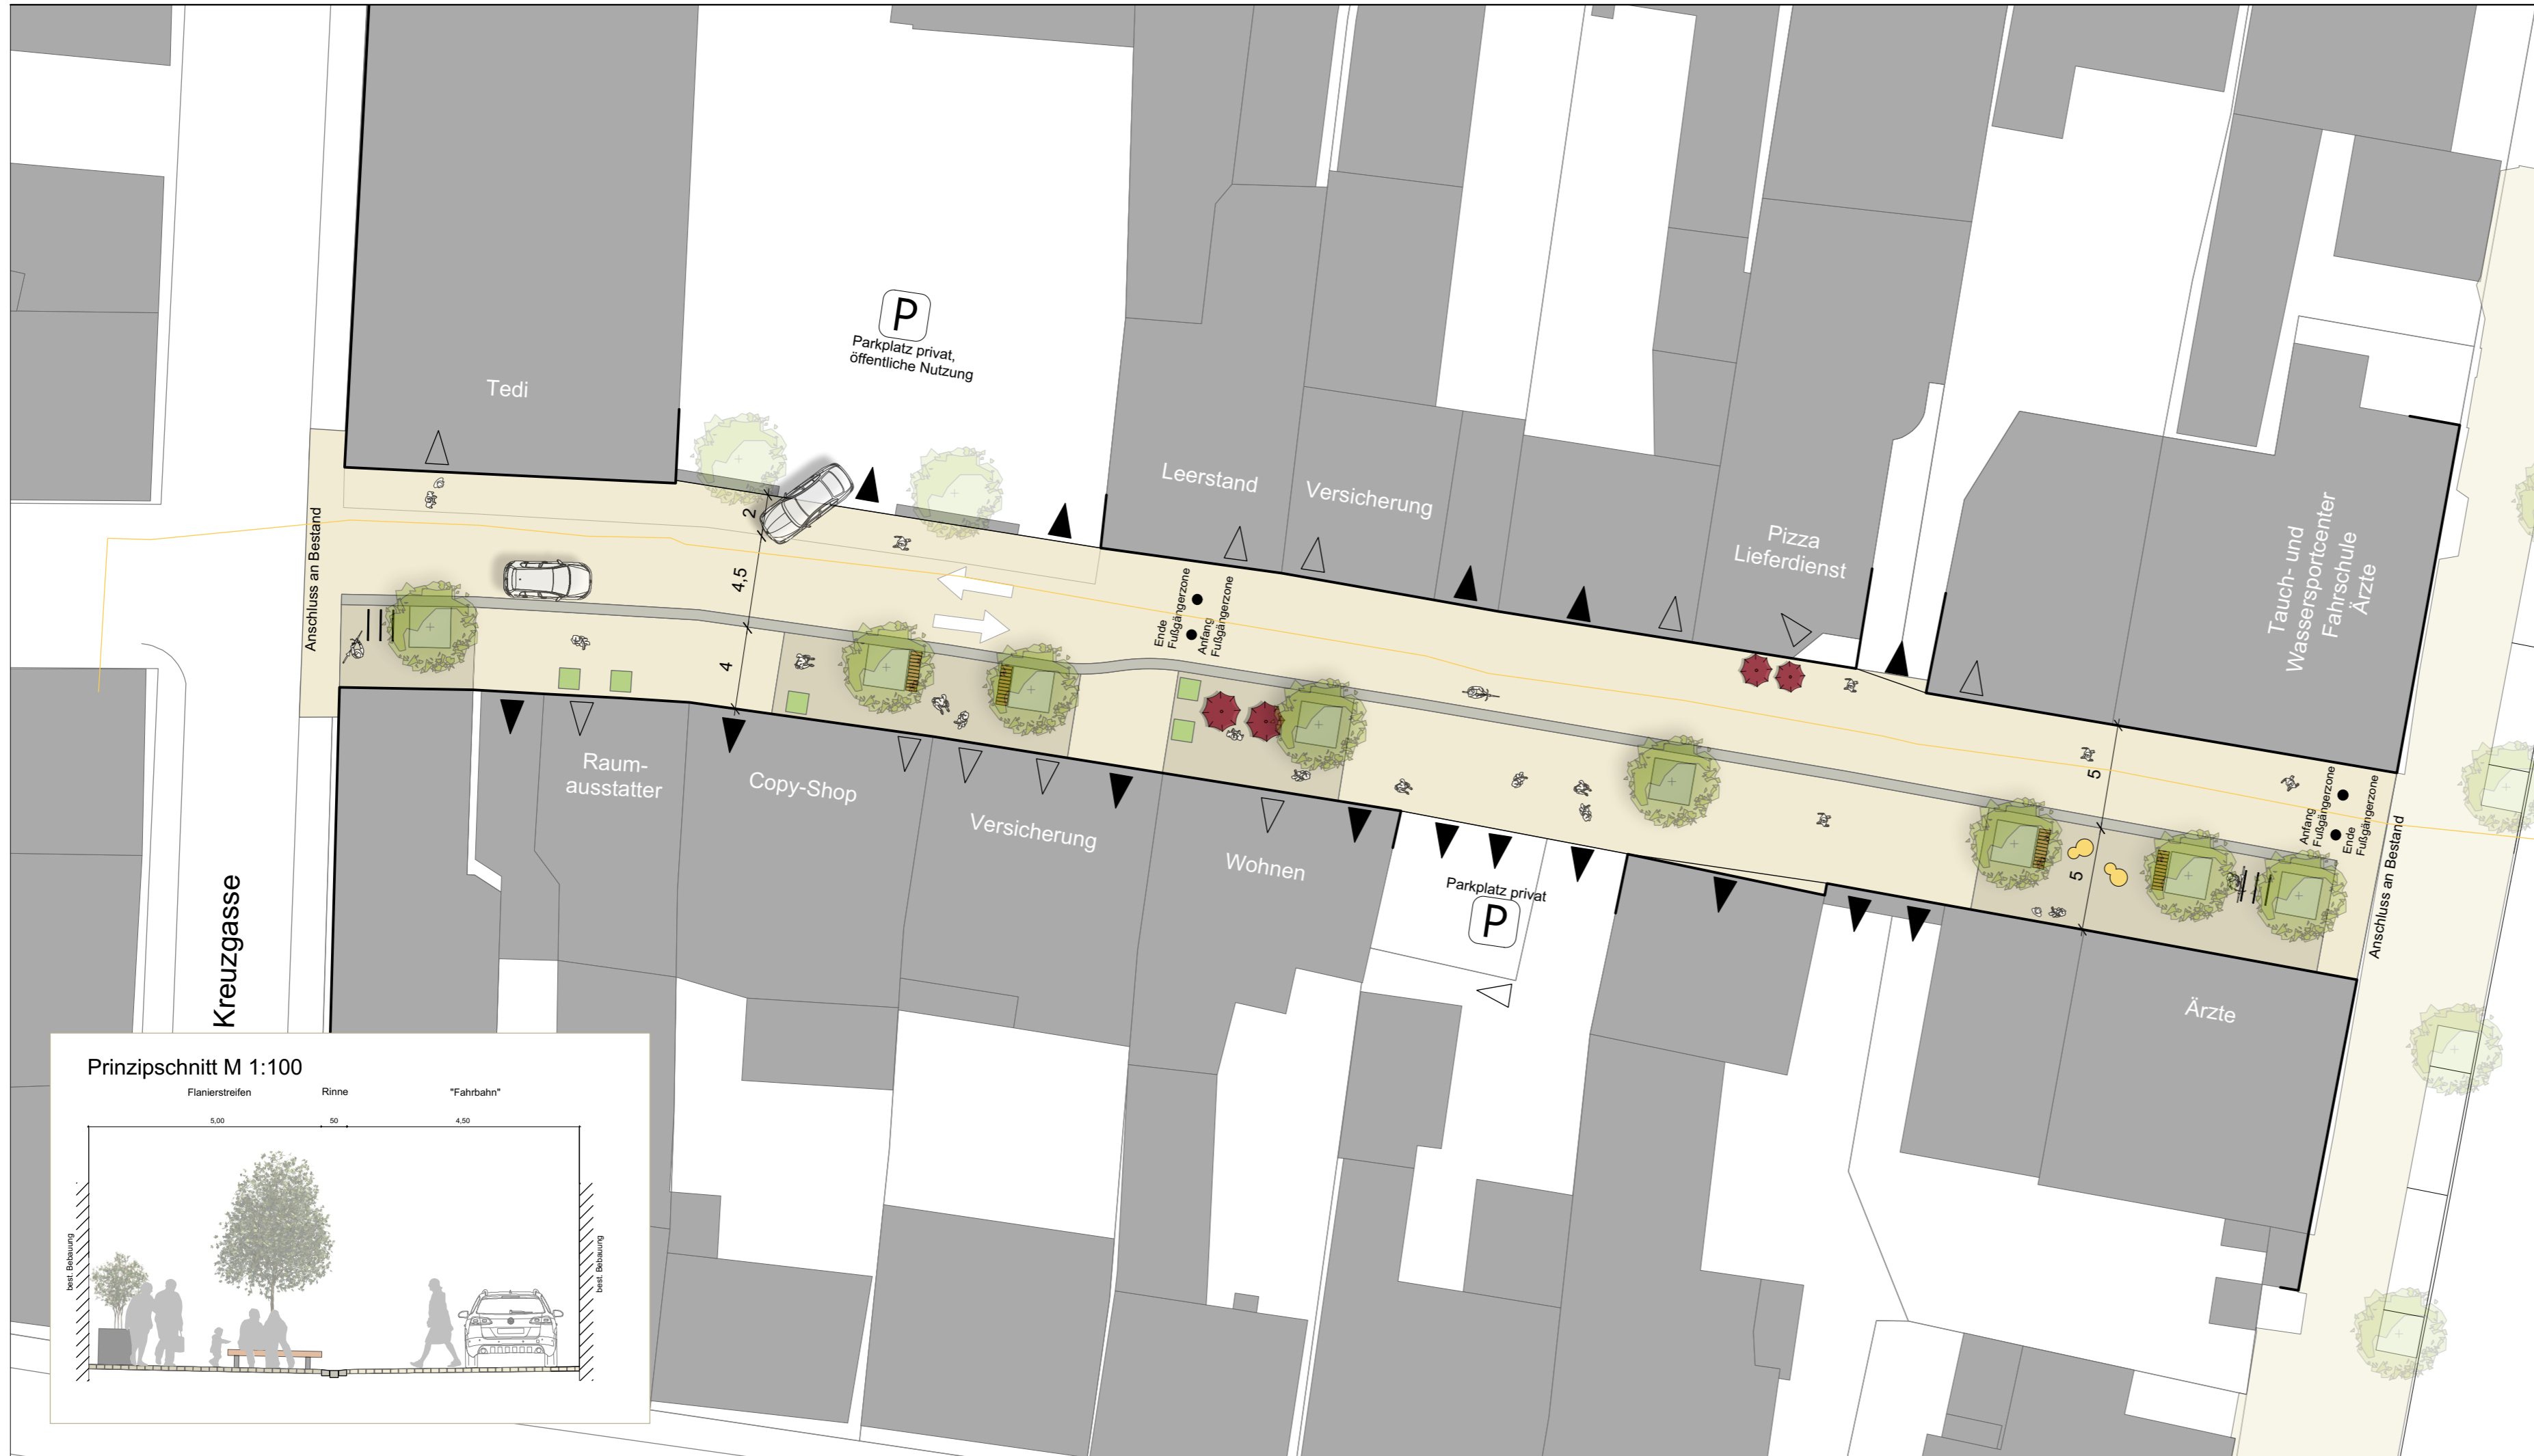 P
Parkplatz privat,
öffentliche Nutzung
Tedi
Leerstand
Versicherung
Pizza
Lieferdienst
Tauch- und
Wassersportcenter
Fahrschule
Ärzte
Anschluss an Bestand
2
4,5
4
Ende
Fußgängerzone
Anfang
Fußgängerzone
5
5
Anfang
Fußgängerzone
Ende
Fußgängerzone
Anschluss an Bestand
Raum-
ausstatter
Copy-Shop
Versicherung
Wohnen
Parkplatz privat
P
Ärzte
Kreuzgasse
Prinzipschnitt M 1:100
Flanierstreifen
Rinne
"Fahrbahn"
5,00
50
4,50
best. Bebauung
best. Bebauung